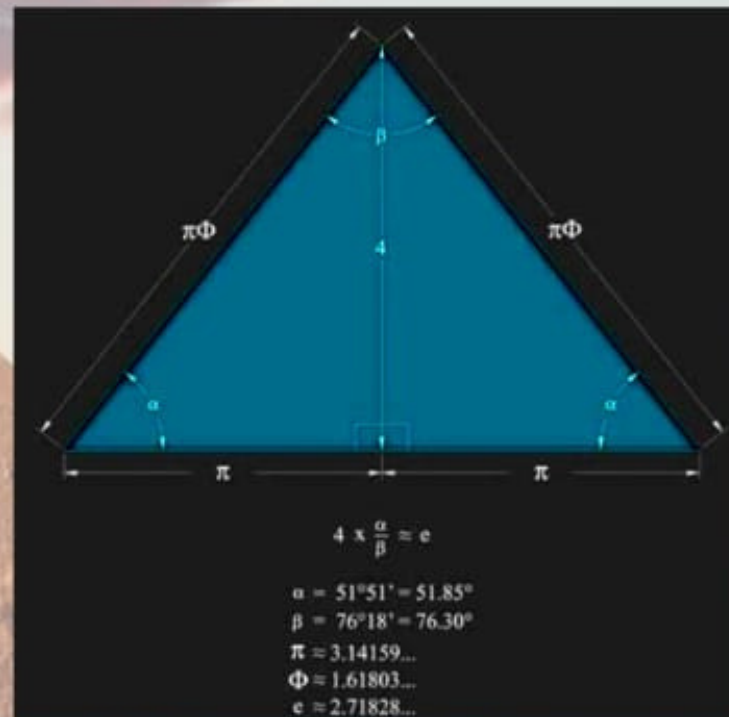 β
πΦ
4
πΦ
α
α
π
π
4 x α/β ≈ e
α = 51°51' = 51.85°
β = 76°18' = 76.30°
π ≈ 3.14159...
Φ ≈ 1.61803...
e ≈ 2.71828...